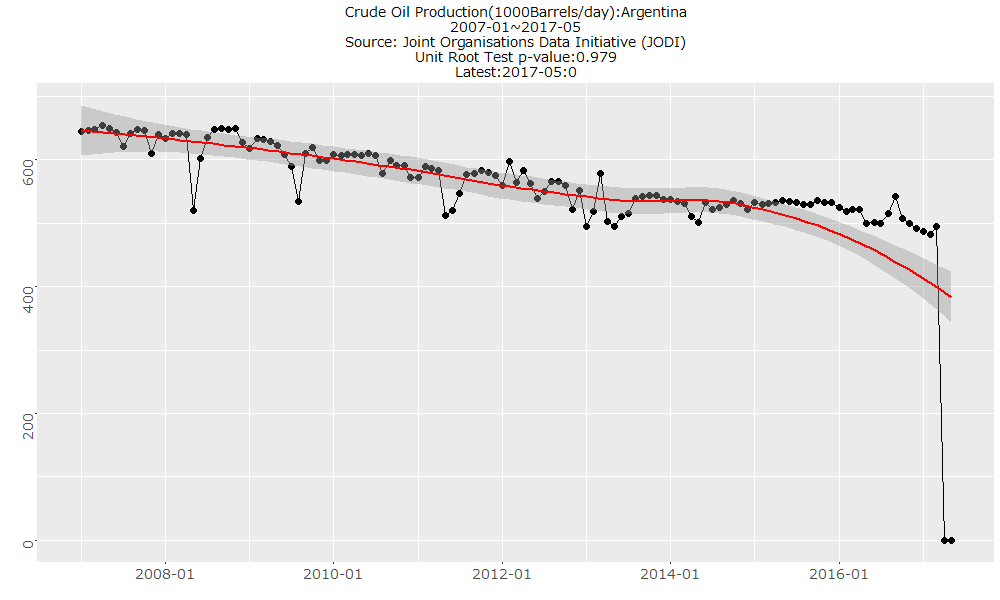 Crude Oil Production(1000Barrels/day):Argentina
2007-01~2017-05
Source: Joint Organisations Data Initiative (JODI)
Unit Root Test p-value:0.979
Latest:2017-05:0
600
400
200
0
2008-01 2010-01 2012-01 2014-01 2016-01